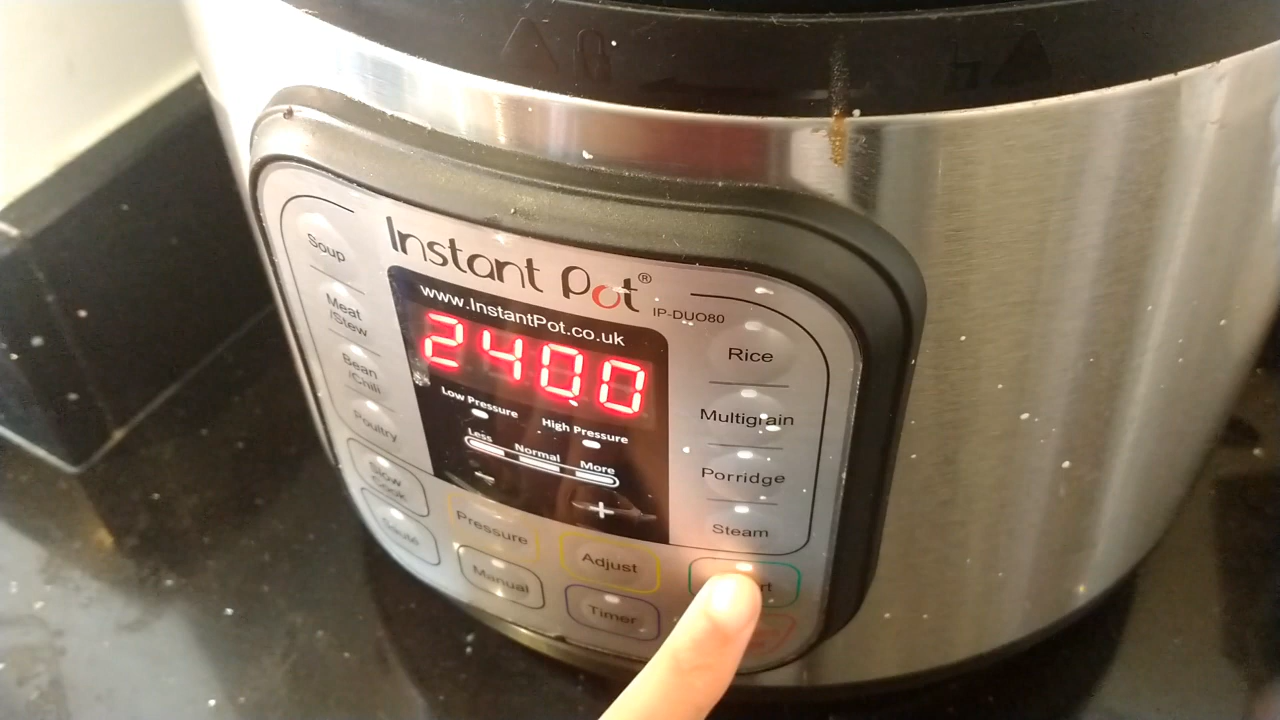 Instant Pot®
IP-DUO80
www.InstantPot.co.uk
24:00
Low Pressure
High Pressure
Less
Normal
More
-
+
Soup
Meat
/Stew
Bean
/Chili
Poultry
Slow
Cook
Sauté
Rice
Multigrain
Porridge
Steam
Pressure
Adjust
Manual
Timer